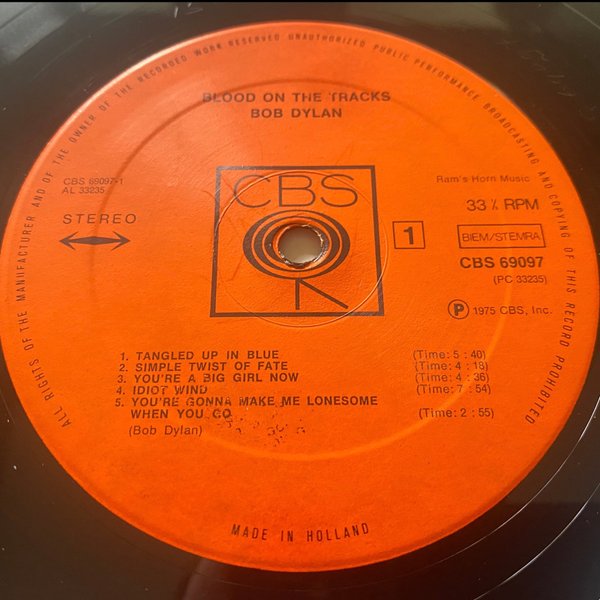 ALL RIGHTS OF THE MANUFACTURER AND OF THE OWNER OF THE RECORDED WORK RESERVED UNAUTHORIZED PUBLIC PERFORMANCE BROADCASTING AND COPYING OF THIS RECORD PROHIBITED
BLOOD ON THE TRACKS
BOB DYLAN
CBS 69097-1
AL 33235
STEREO
CBS
Ram's Horn Music
33⅓ RPM
1
BIEM/STEMRA
CBS 69097
(PC 33235)
Ⓟ 1975 CBS, Inc.
1. TANGLED UP IN BLUE (Time: 5 : 40)
2. SIMPLE TWIST OF FATE (Time: 4 : 18)
3. YOU'RE A BIG GIRL NOW (Time: 4 : 36)
4. IDIOT WIND (Time: 7 : 54)
5. YOU'RE GONNA MAKE ME LONESOME
WHEN YOU GO (Time: 2 : 55)
(Bob Dylan)
MADE IN HOLLAND